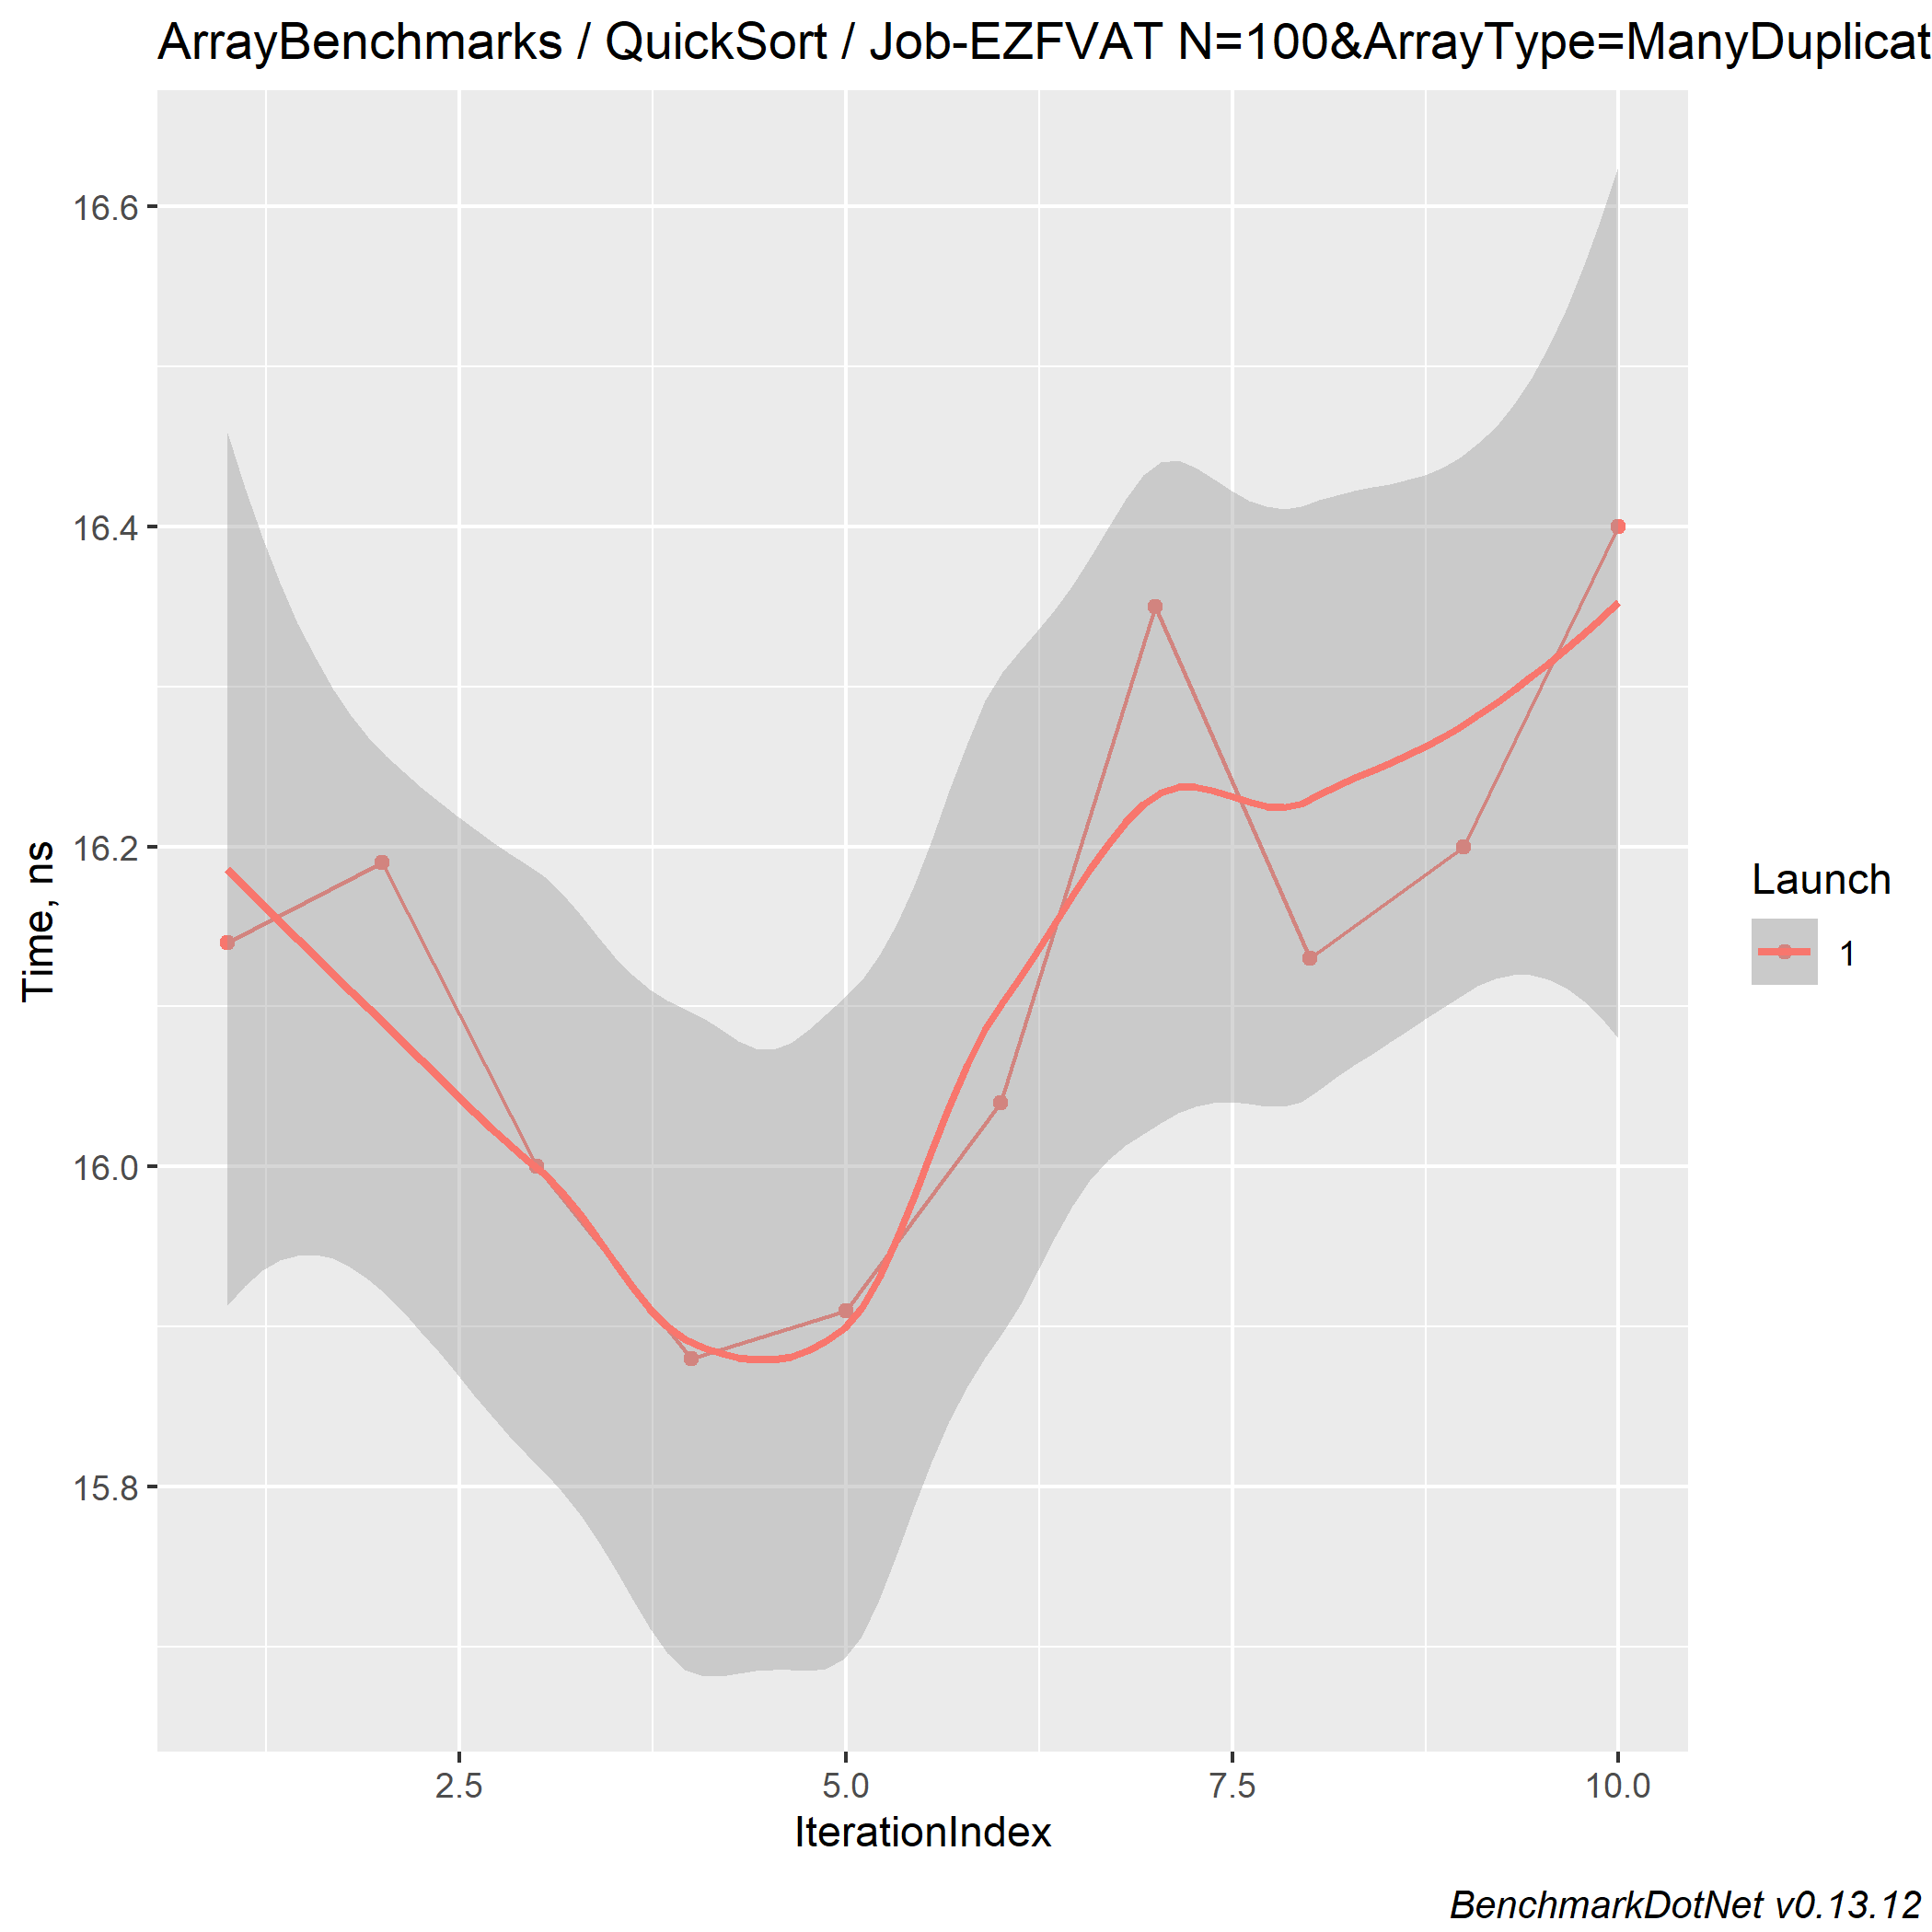 ArrayBenchmarks / QuickSort / Job-EZFVAT N=100&ArrayType=ManyDuplicat
16.6
16.4
16.2
16.0
15.8
Time, ns
2.5 5.0 7.5 10.0
IterationIndex
Launch
1
BenchmarkDotNet v0.13.12